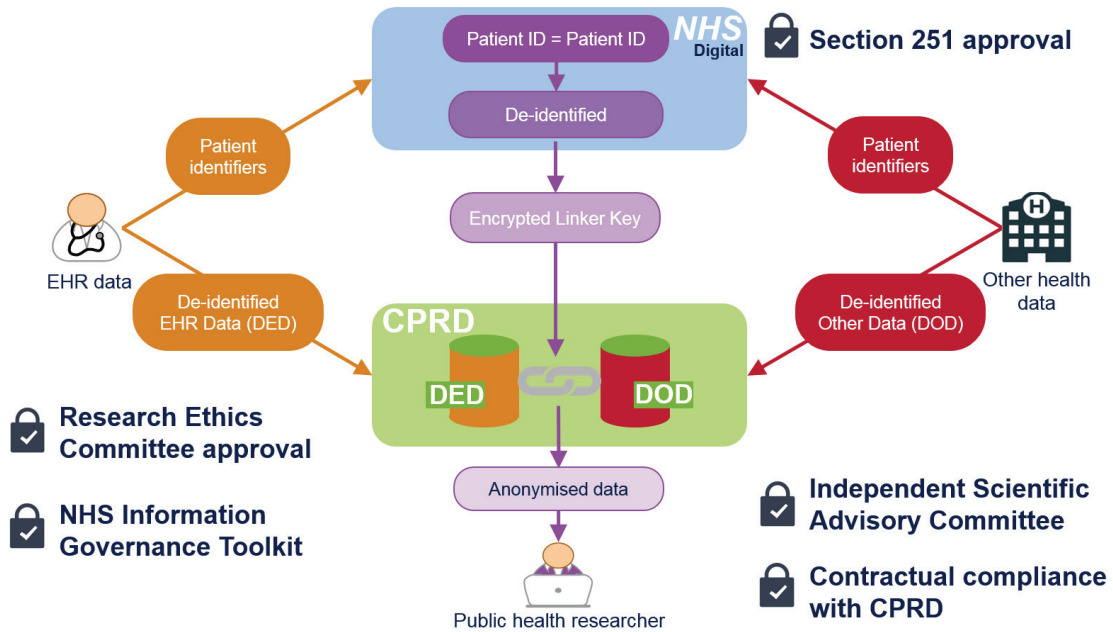 Patient ID = Patient ID
NHS
Digital
Section 251 approval
De-identified
Patient
identifiers
Patient
identifiers
Encrypted Linker Key
H
EHR data
Other health
data
De-identified
EHR Data (DED)
De-identified
Other Data (DOD)
CPRD
DED
DOD
Research Ethics
Committee approval
Anonymised data
NHS Information
Governance Toolkit
Independent Scientific
Advisory Committee
Contractual compliance
with CPRD
Public health researcher